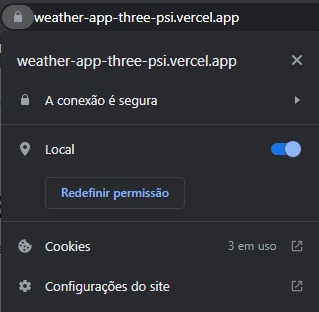 weather-app-three-psi.vercel.app
weather-app-three-psi.vercel.app
A conexão é segura
Local
Redefinir permissão
Cookies 3 em uso
Configurações do site